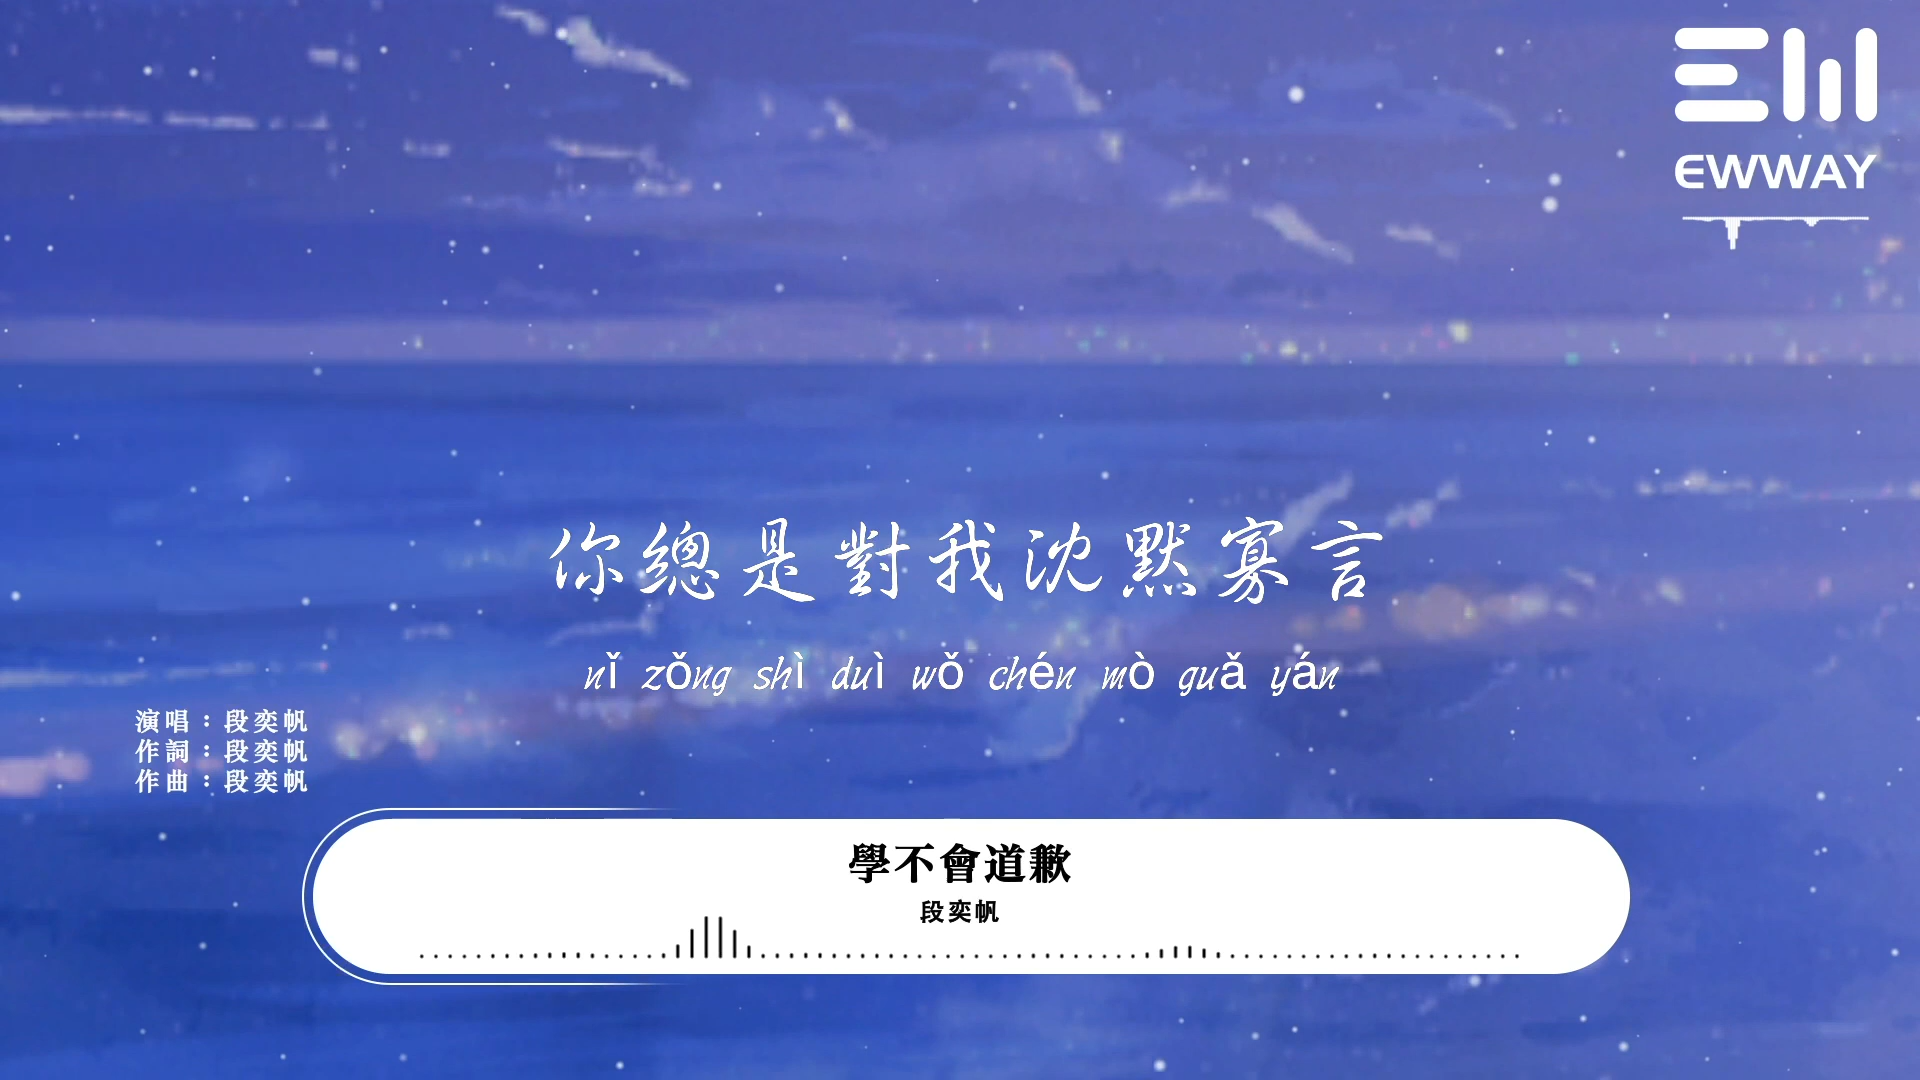 EW
EWWAY
你總是對我沈默寡言
nǐ zǒng shì duì wǒ chén mò guǎ yán
演唱：段奕帆
作詞：段奕帆
作曲：段奕帆
學不會道歉
段奕帆